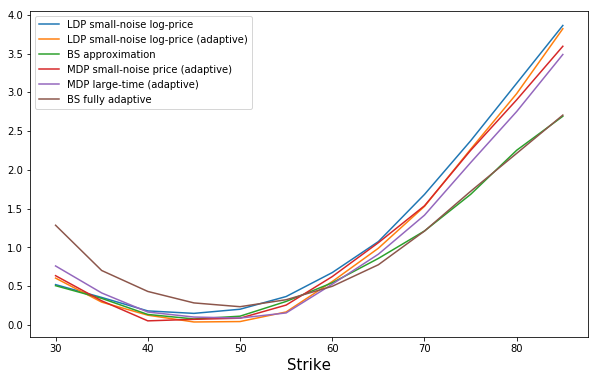 LDP small-noise log-price
LDP small-noise log-price (adaptive)
BS approximation
MDP small-noise price (adaptive)
MDP large-time (adaptive)
BS fully adaptive
4.0
3.5
3.0
2.5
2.0
1.5
1.0
0.5
0.0
30 40 50 60 70 80
Strike